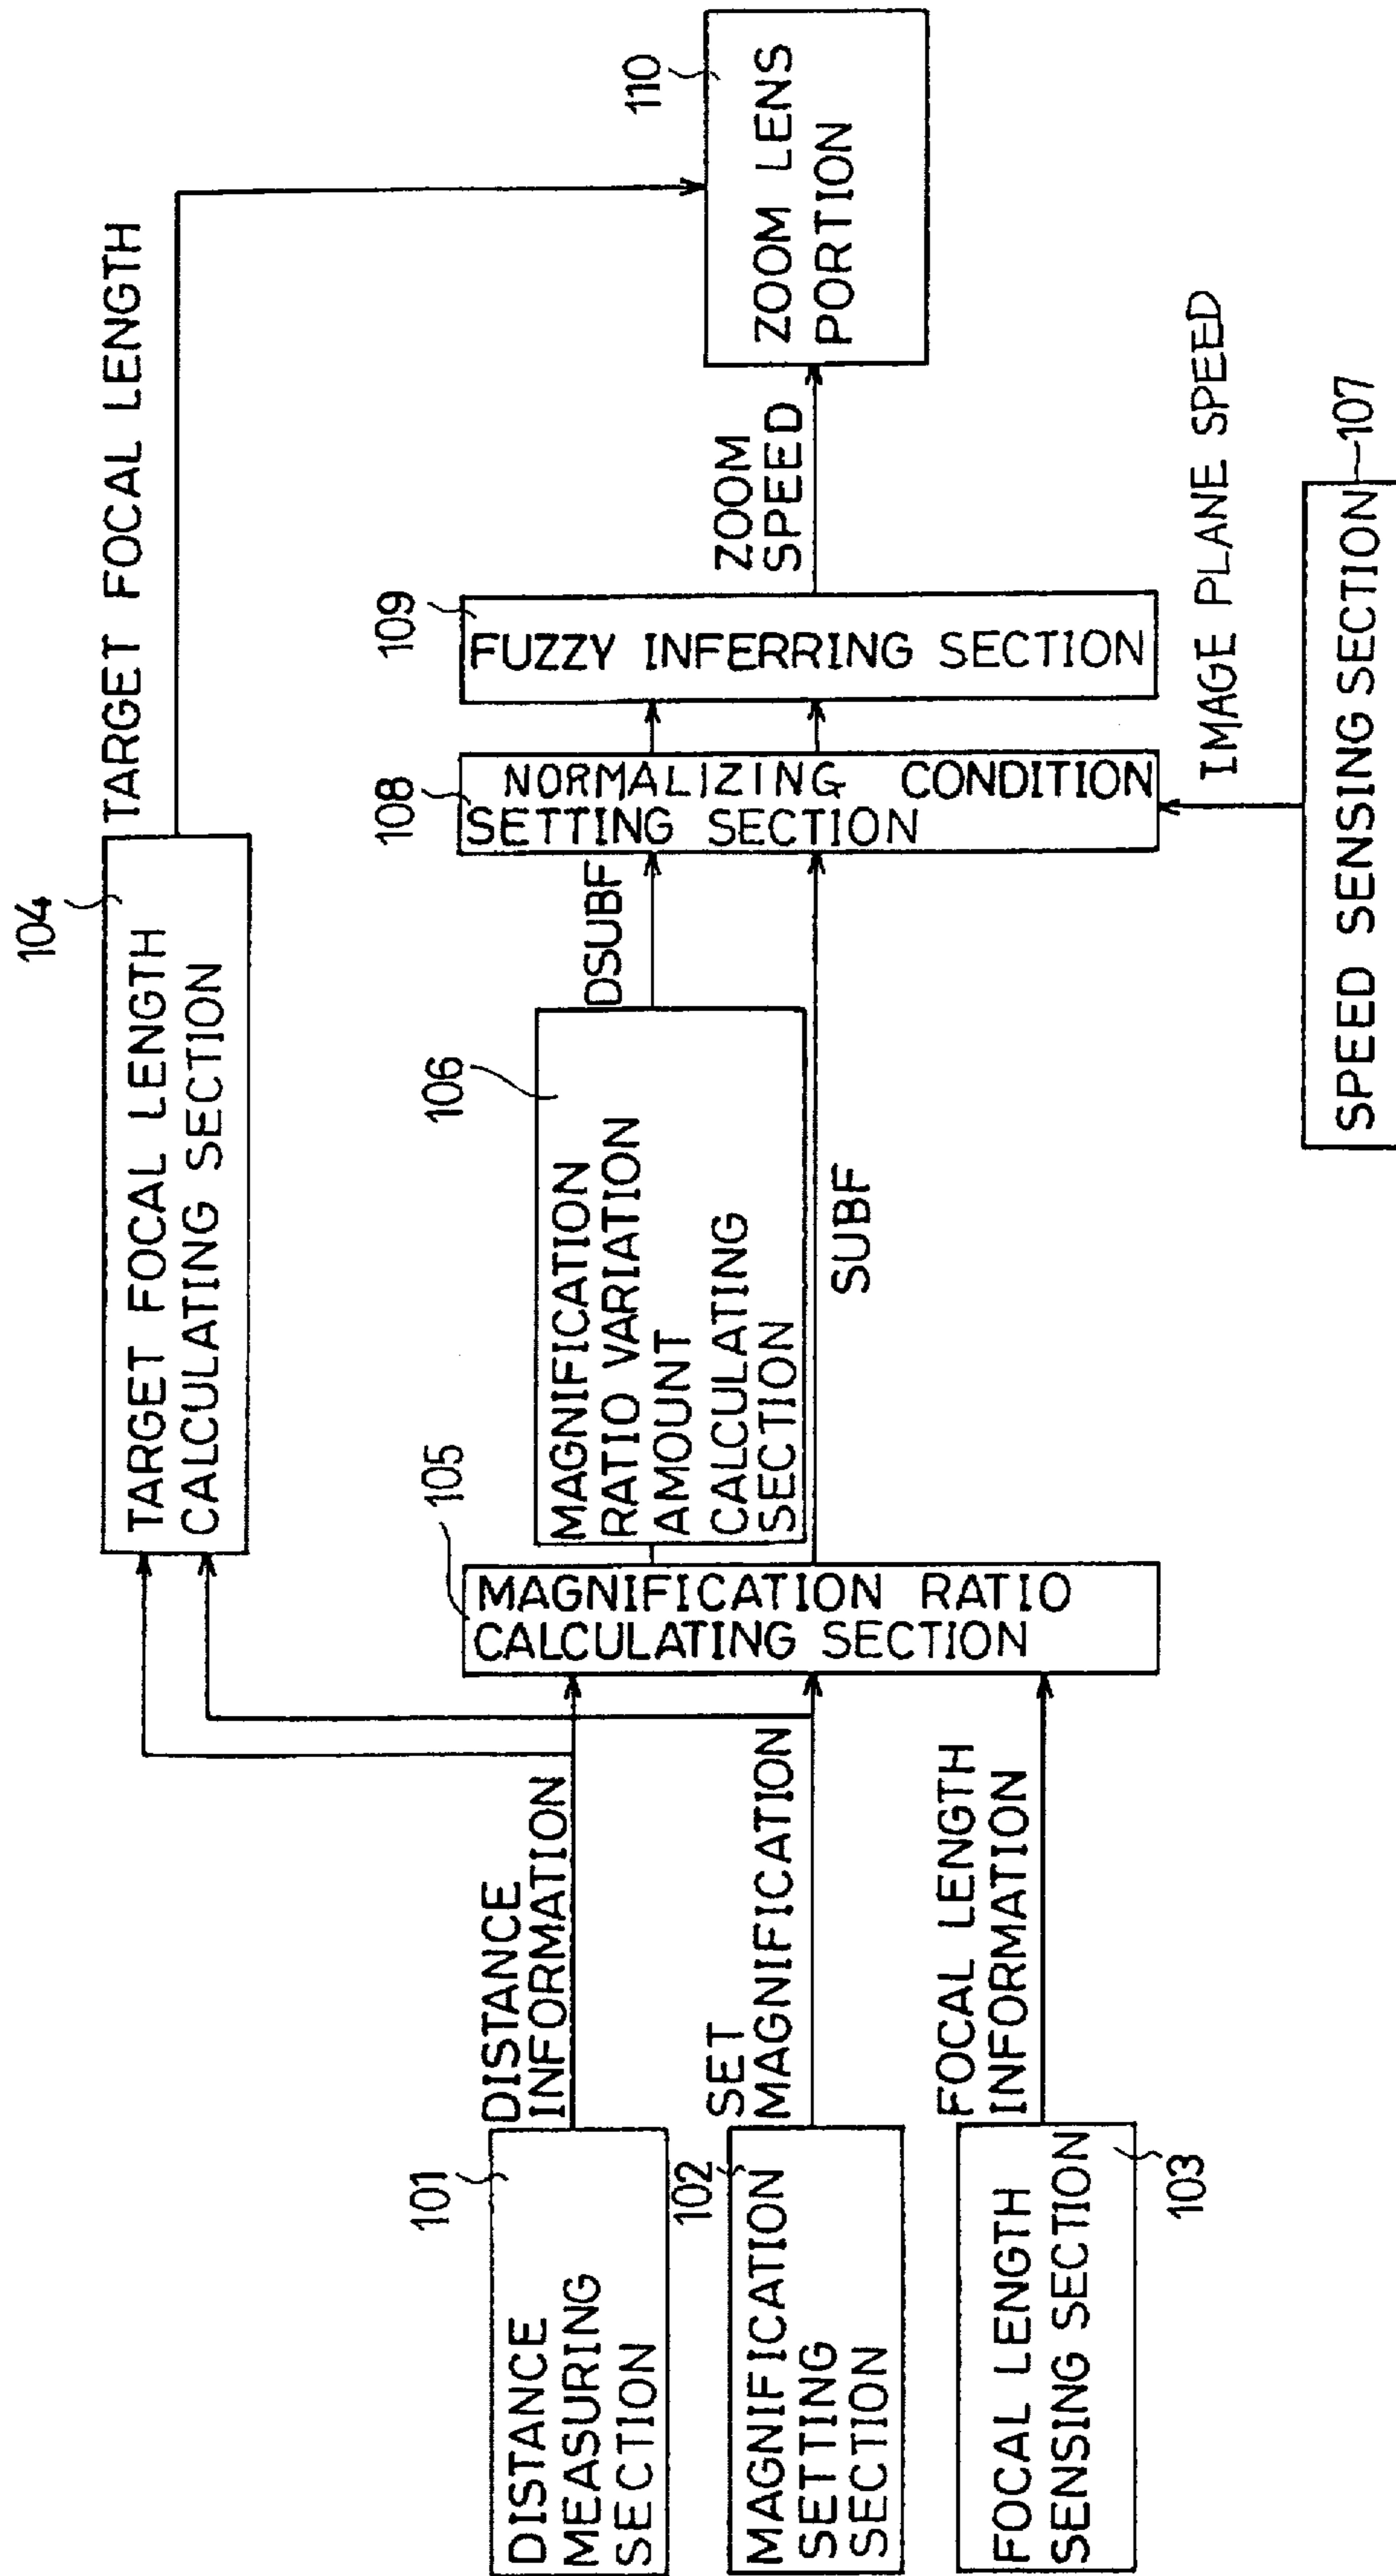 101
DISTANCE
MEASURING
SECTION
102
MAGNIFICATION
SETTING
SECTION
FOCAL LENGTH
SENSING SECTION
103
DISTANCE
INFORMATION
SET
MAGNIFICATION
FOCAL LENGTH
INFORMATION
104
TARGET FOCAL LENGTH
CALCULATING SECTION
TARGET FOCAL LENGTH
105
MAGNIFICATION RATIO
CALCULATING SECTION
106
MAGNIFICATION
RATIO VARIATION
AMOUNT
CALCULATING
SECTION
DSUBF
SUBF
108
NORMALIZING CONDITION
SETTING SECTION
109
FUZZY INFERRING SECTION
IMAGE PLANE SPEED
SPEED SENSING SECTION
107
ZOOM
SPEED
110
ZOOM LENS
PORTION